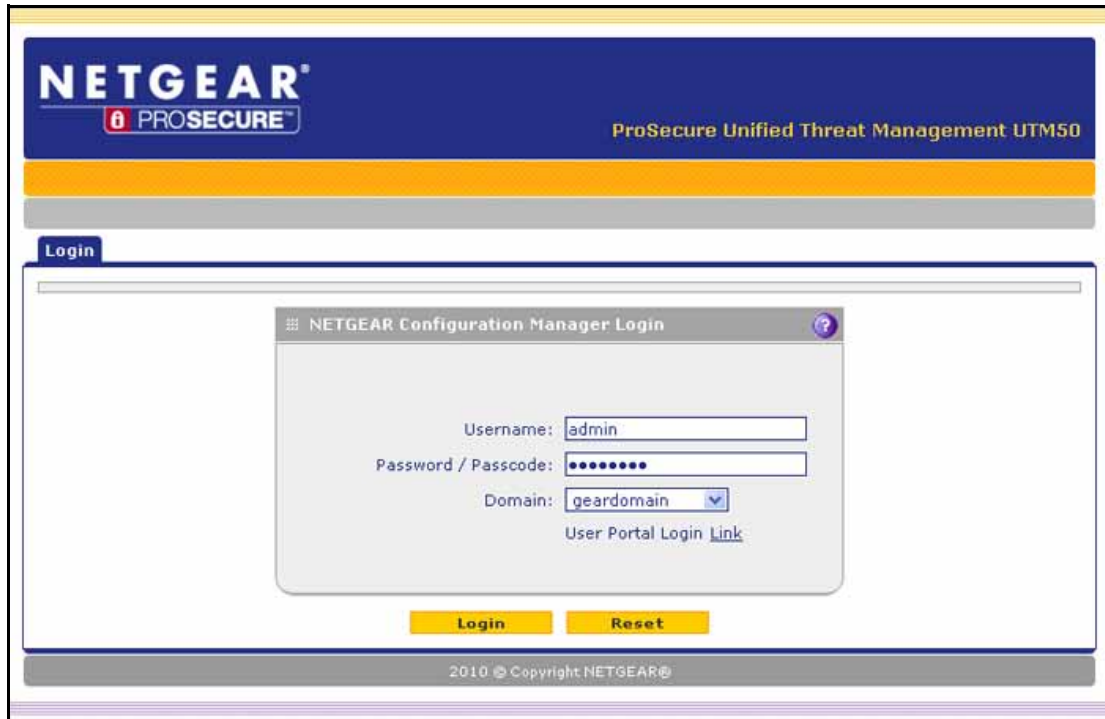 NETGEAR®
PROSECURE™
ProSecure Unified Threat Management UTM50
Login
NETGEAR Configuration Manager Login
?
Username: admin
Password / Passcode: ●●●●●●●●
Domain: geardomain
User Portal Login Link
Login Reset
2010 © Copyright NETGEAR®